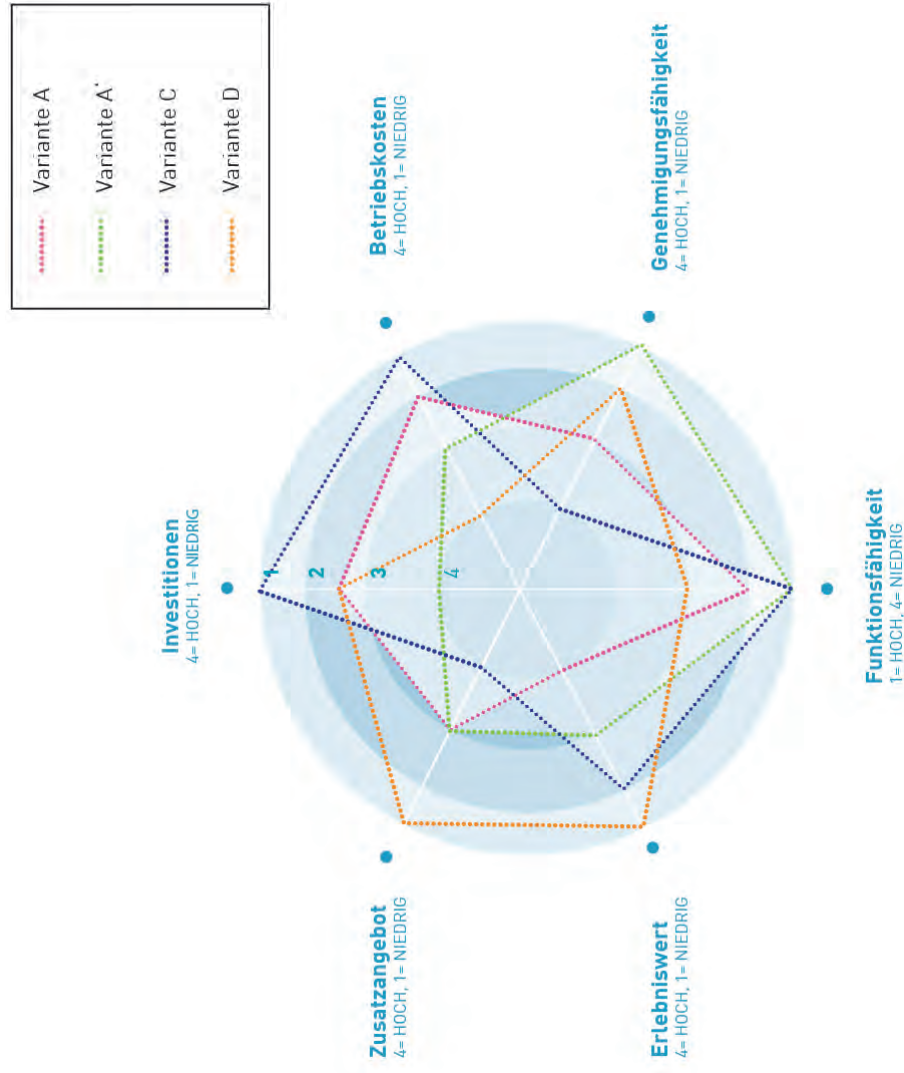 Variante A
Variante A'
Variante C
Variante D
Investitionen
4= HOCH, 1= NIEDRIG
Betriebskosten
4= HOCH, 1= NIEDRIG
Genehmigungsfähigkeit
4= HOCH, 1= NIEDRIG
Funktionsfähigkeit
1= HOCH, 4= NIEDRIG
Erlebniswert
4= HOCH, 1= NIEDRIG
Zusatzangebot
4= HOCH, 1= NIEDRIG
1
2
3
4